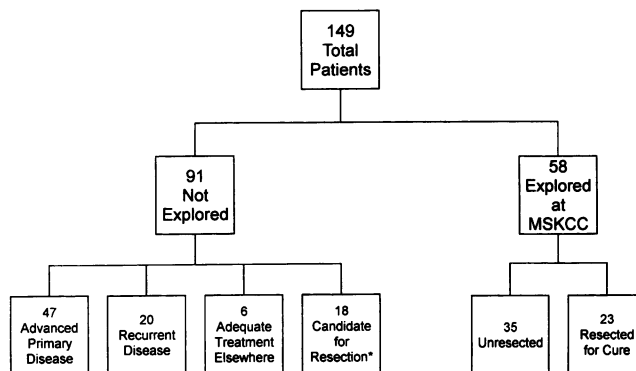 149
Total
Patients
91
Not
Explored
58
Explored
at
MSKCC
47
Advanced
Primary
Disease
20
Recurrent
Disease
6
Adequate
Treatment
Elsewhere
18
Candidate
for
Resection*
35
Unresected
23
Resected
for Cure